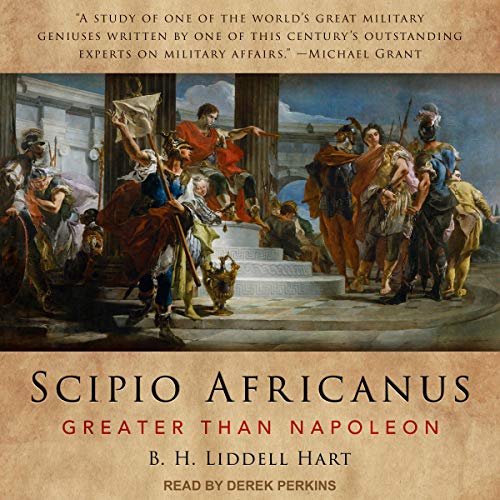 "A STUDY OF ONE OF THE WORLD'S GREAT MILITARY
GENIUSES WRITTEN BY ONE OF THIS CENTURY'S OUTSTANDING
EXPERTS ON MILITARY AFFAIRS." —MICHAEL GRANT
SCIPIO AFRICANUS
GREATER THAN NAPOLEON
B. H. LIDDELL HART
READ BY DEREK PERKINS